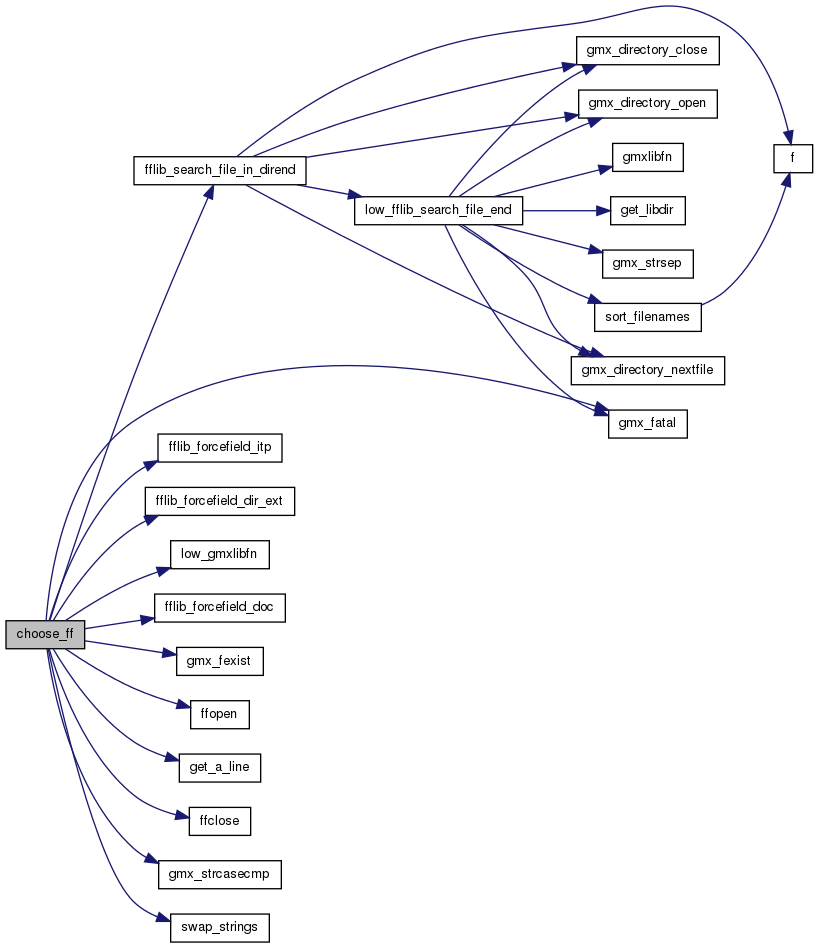 gmx_directory_close
gmx_directory_open
gmxlibfn
f
fflib_search_file_in_dirend
low_fflib_search_file_end
get_libdir
gmx_strsep
sort_filenames
gmx_directory_nextfile
gmx_fatal
fflib_forcefield_itp
fflib_forcefield_dir_ext
low_gmxlibfn
fflib_forcefield_doc
choose_ff
gmx_fexist
ffopen
get_a_line
ffclose
gmx_strcasecmp
swap_strings